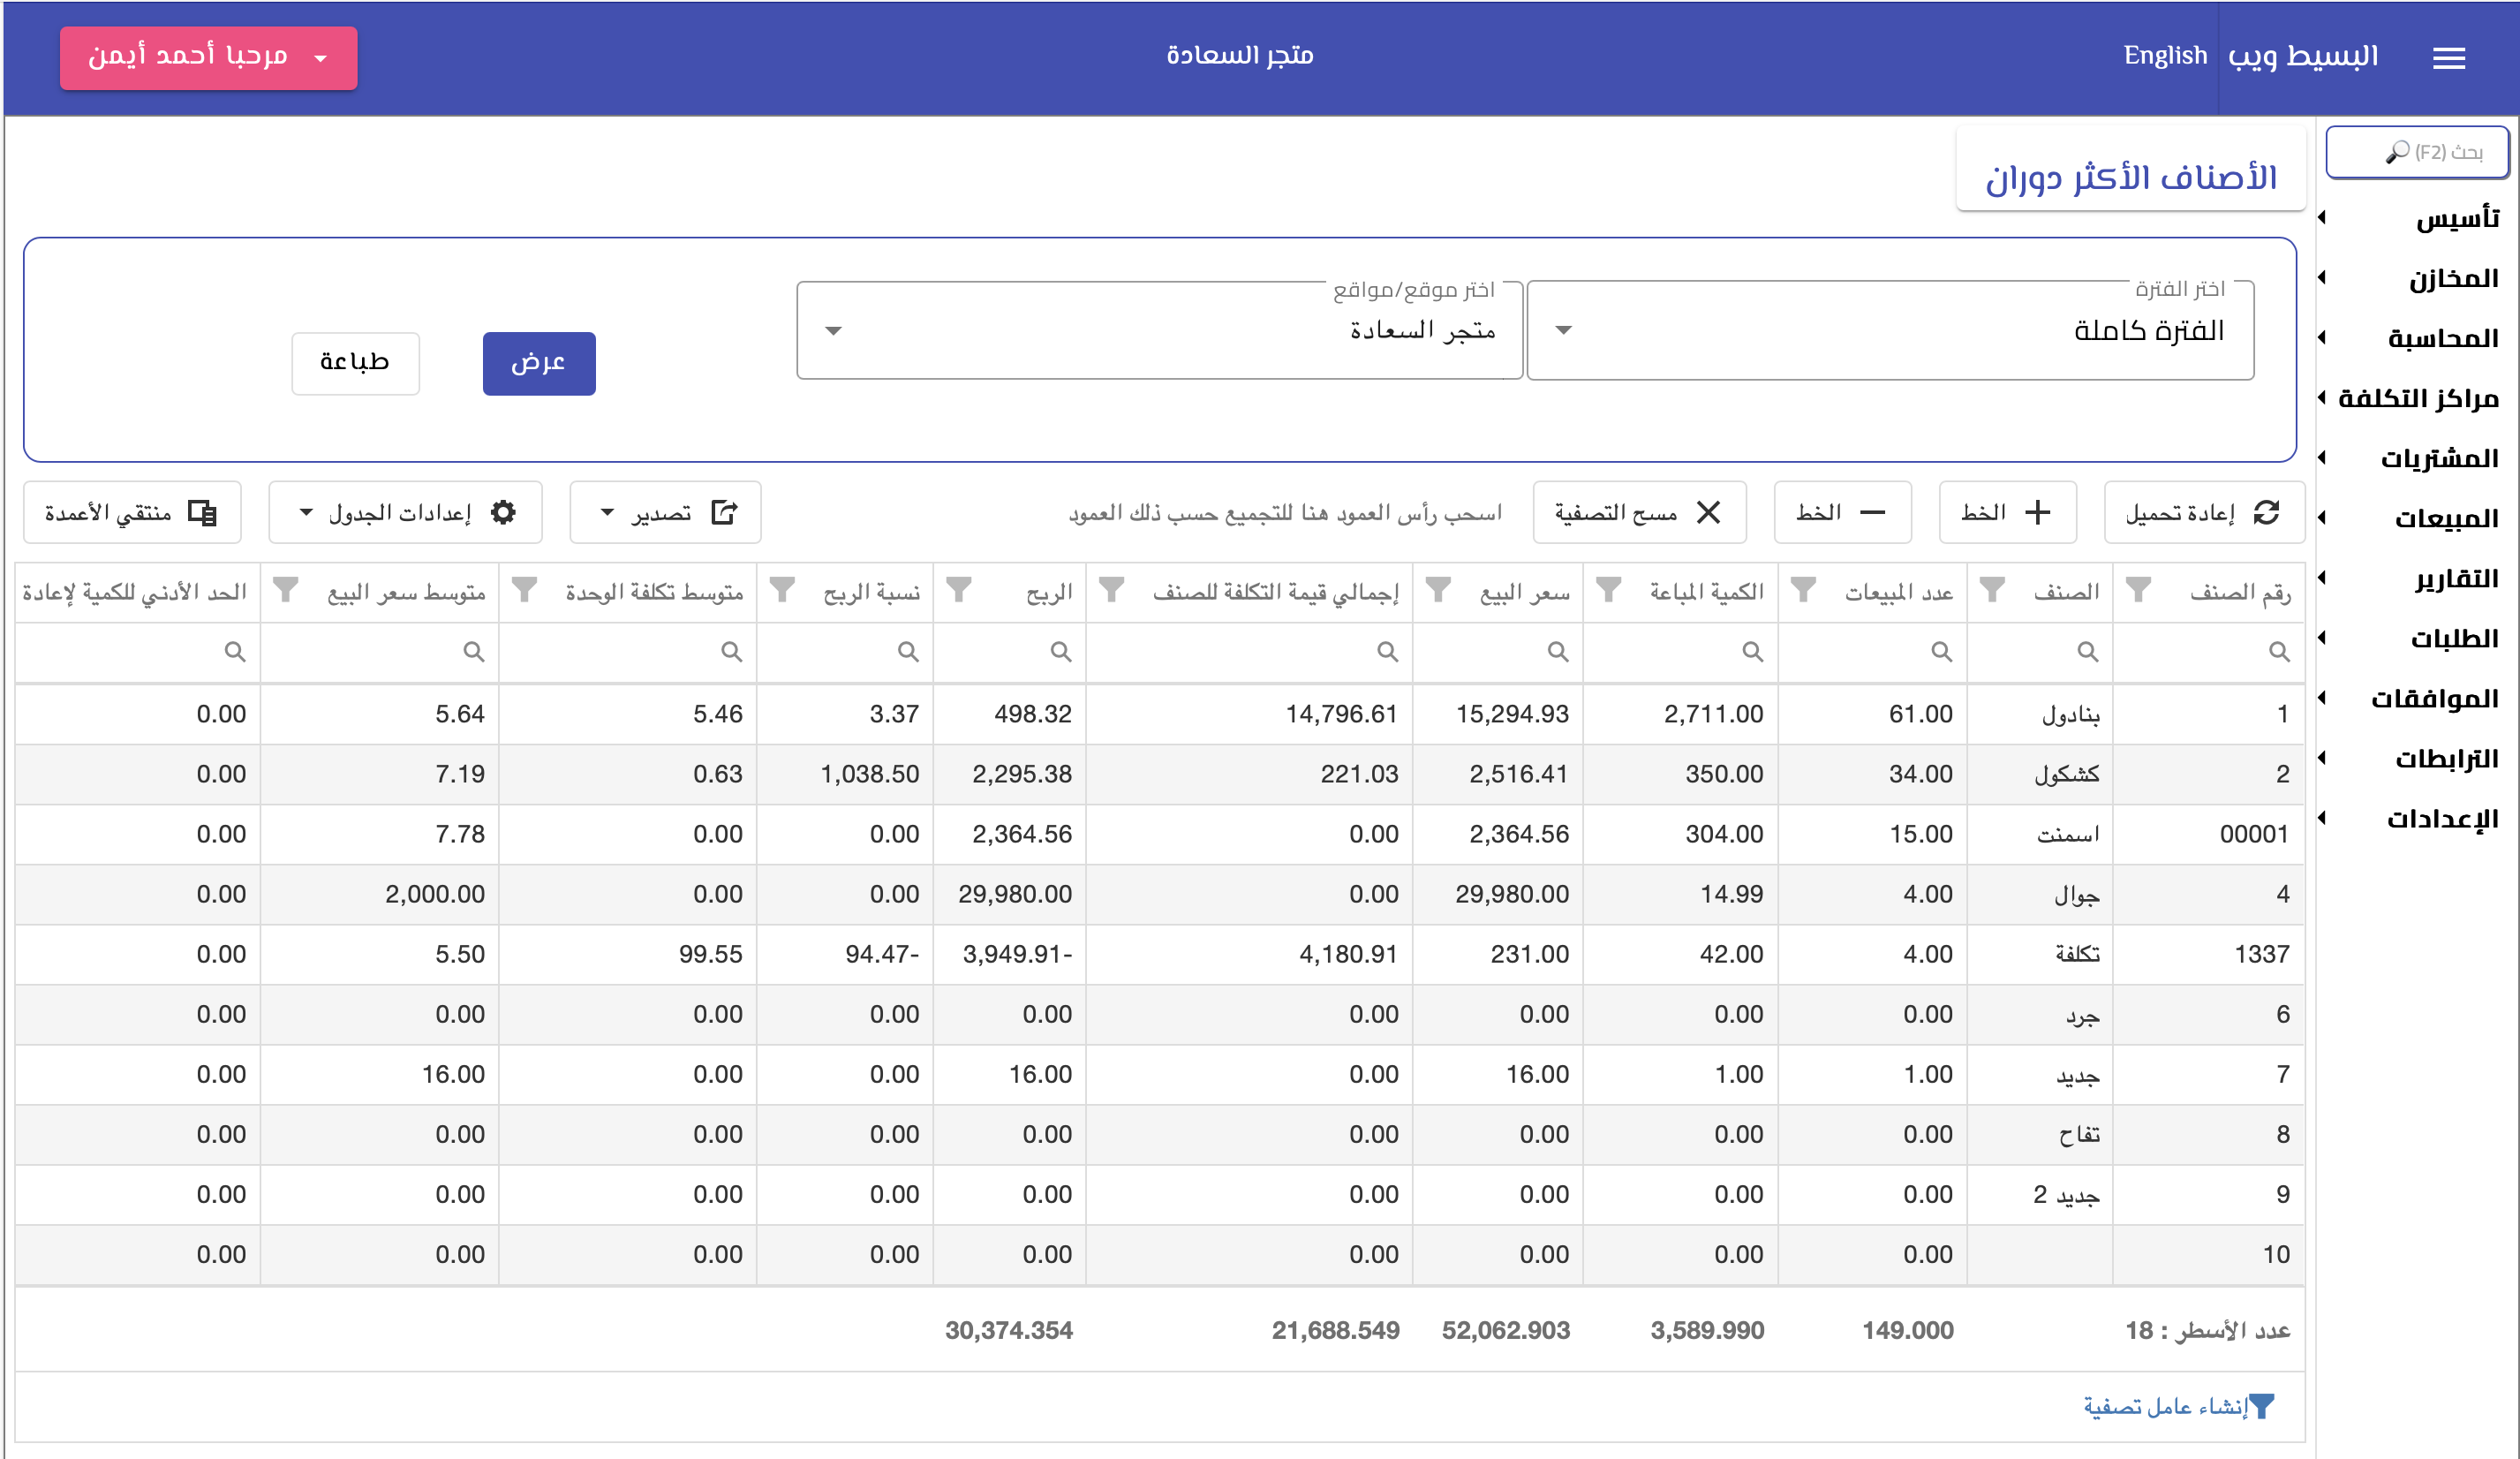 البسيط ويب
English
متجر السعادة
مرحبا أحمد أيمن
بحث (F2)
تأسيس
المخازن
المحاسبة
مراكز التكلفة
المشتريات
المبيعات
التقارير
الطلبات
الموافقات
الترابطات
الإعدادات
الأصناف الأكثر دوران
اختر الفترة
الفترة كاملة
اختر موقع/مواقع
متجر السعادة
عرض
طباعة
إعادة تحميل
الخط
الخط
مسح التصفية
اسحب رأس العمود هنا للتجميع حسب ذلك العمود
تصدير
إعدادات الجدول
منتقي الأعمدة
رقم الصنف الصنف عدد المبيعات الكمية المباعة سعر البيع إجمالي قيمة التكلفة للصنف الربح نسبة الربح متوسط تكلفة الوحدة متوسط سعر البيع الحد الأدني للكمية لإعادة
1 بنادول 61.00 2,711.00 15,294.93 14,796.61 498.32 3.37 5.46 5.64 0.00
2 كشكول 34.00 350.00 2,516.41 221.03 2,295.38 1,038.50 0.63 7.19 0.00
00001 اسمنت 15.00 304.00 2,364.56 0.00 2,364.56 0.00 0.00 7.78 0.00
4 جوال 4.00 14.99 29,980.00 0.00 29,980.00 0.00 0.00 2,000.00 0.00
1337 تكلفة 4.00 42.00 231.00 4,180.91 3,949.91- 94.47- 99.55 5.50 0.00
6 جرد 0.00 0.00 0.00 0.00 0.00 0.00 0.00 0.00 0.00
7 جديد 1.00 1.00 16.00 0.00 16.00 0.00 0.00 16.00 0.00
8 تفاح 0.00 0.00 0.00 0.00 0.00 0.00 0.00 0.00 0.00
9 جديد 2 0.00 0.00 0.00 0.00 0.00 0.00 0.00 0.00 0.00
10 0.00 0.00 0.00 0.00 0.00 0.00 0.00 0.00 0.00
عدد الأسطر : 18 149.000 3,589.990 52,062.903 21,688.549 30,374.354
إنشاء عامل تصفية